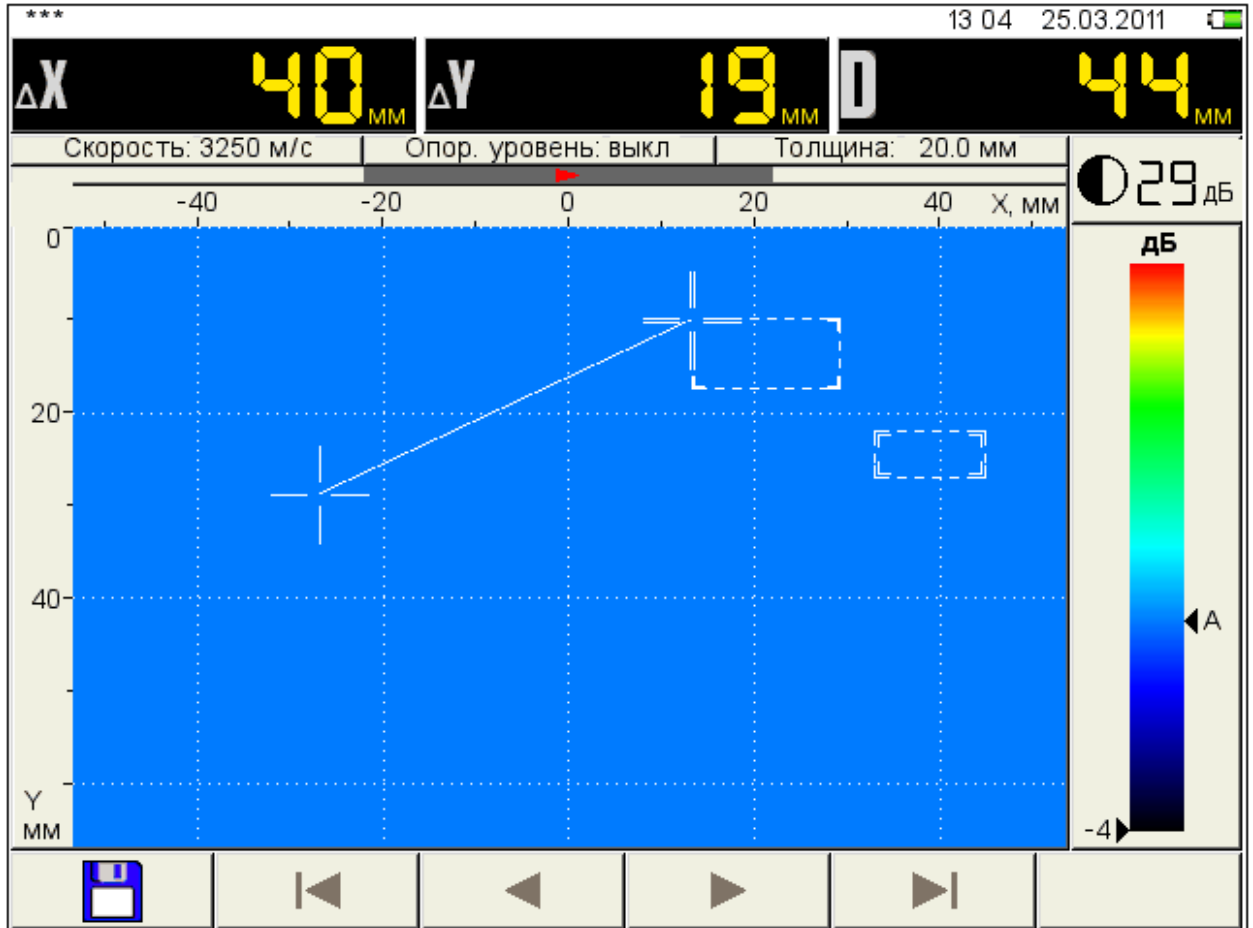 *** 13 04 25.03.2011
ΔX 40 мм ΔY 19 мм D 44 мм
Скорость: 3250 м/с Опор. уровень: выкл Толщина: 20.0 мм
29 дБ
-40 -20 0 20 40 X, мм
дБ
0
20
40
A
Y
мм
-4